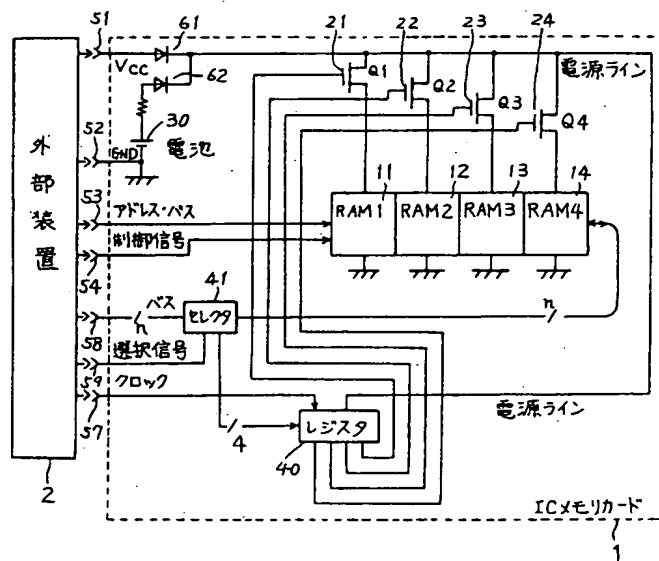 51
61
21
22
23
24
VCC
62
Q1
Q2
Q3
Q4
電源ライン
52
30
GND
電池
外部装置
53
アドレス・バス
11
12
13
14
RAM1
RAM2
RAM3
RAM4
制御信号
54
バス
41
n
セレクタ
n
58
選択信号
59
クロック
57
4
レジスタ
電源ライン
40
2
ICメモリカード
1